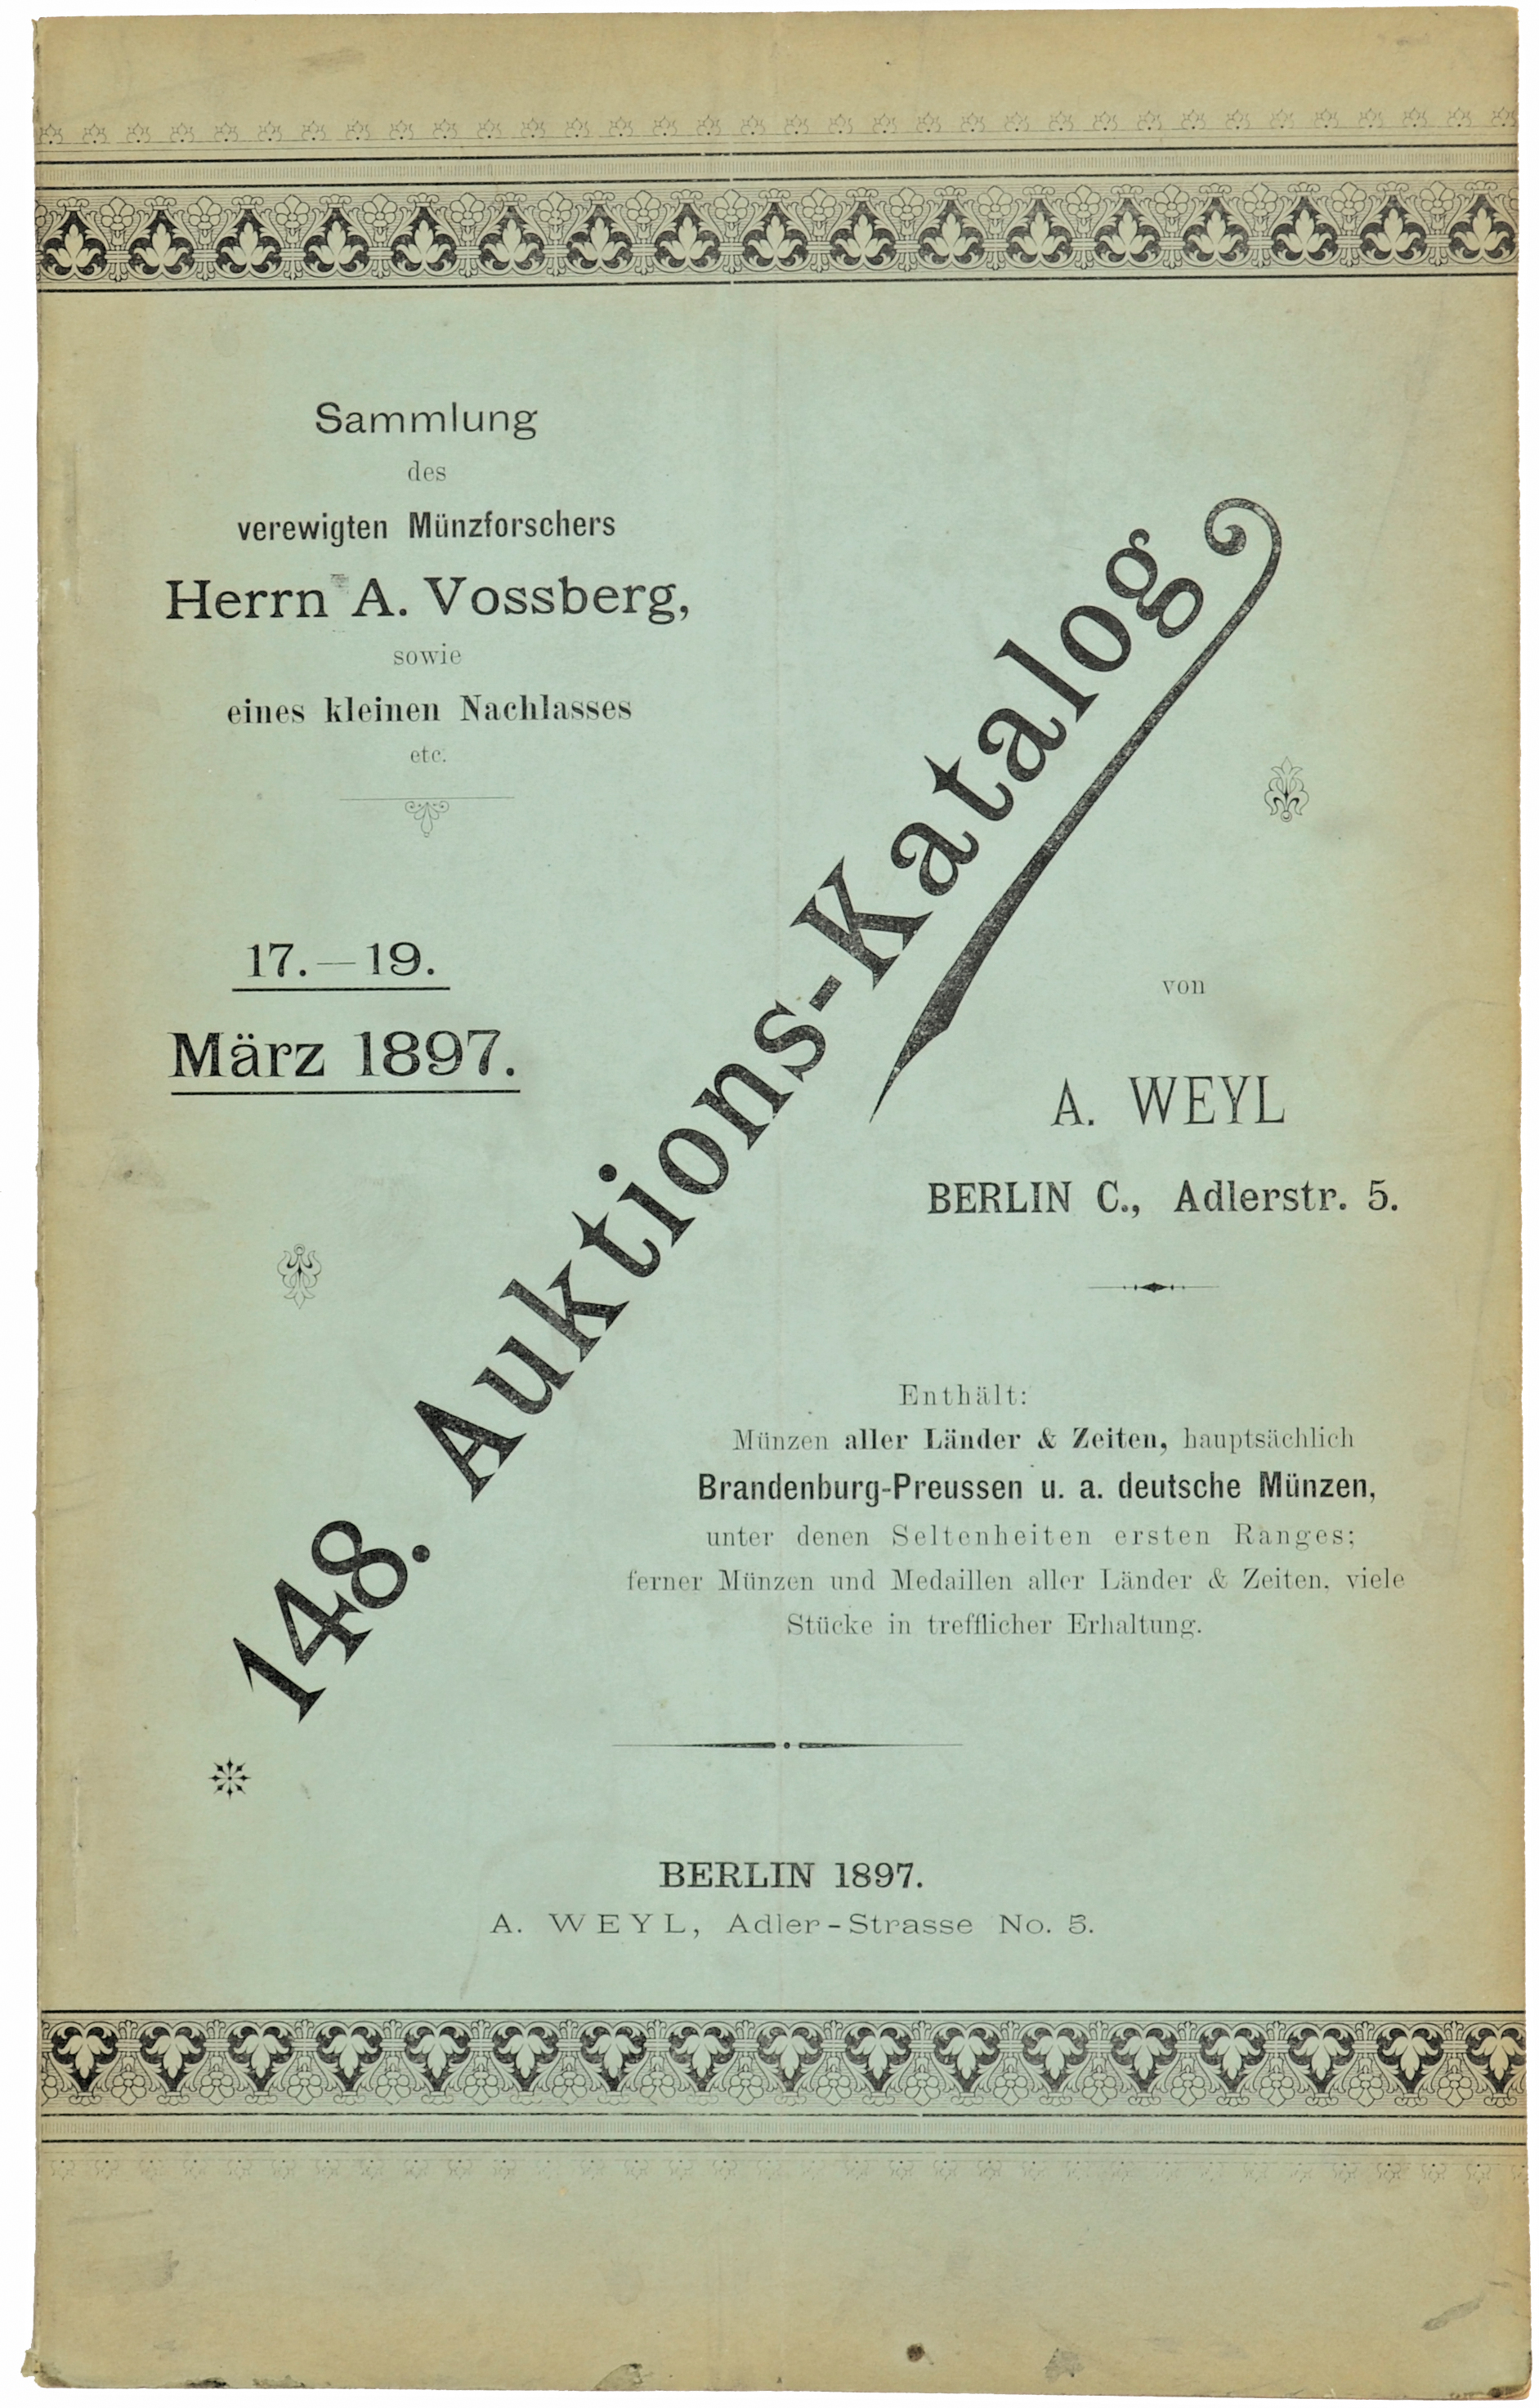 Sammlung
des
verewigten Münzforschers
Herrn A. Vossberg,
sowie
eines kleinen Nachlasses
etc.
17.—19.
März 1897.
148. Auktions-Katalog
von
A. WEYL
BERLIN C., Adlerstr. 5.
Enthält:
Münzen aller Länder & Zeiten, hauptsächlich
Brandenburg-Preussen u. a. deutsche Münzen,
unter denen Seltenheiten ersten Ranges;
ferner Münzen und Medaillen aller Länder & Zeiten, viele
Stücke in trefflicher Erhaltung.
BERLIN 1897.
A. WEYL, Adler-Strasse No. 5.